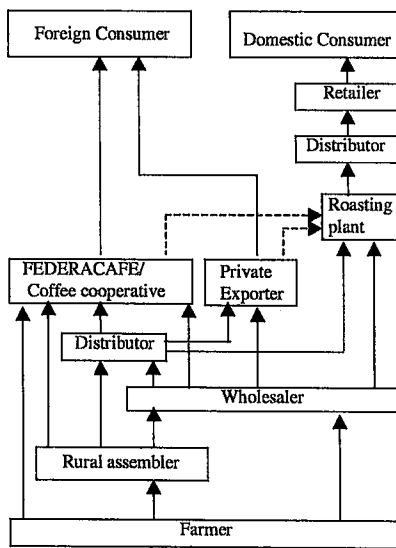 Foreign Consumer
Domestic Consumer
Retailer
Distributor
Roasting
plant
FEDERACAFE/
Coffee cooperative
Private
Exporter
Distributor
Wholesaler
Rural assembler
Farmer